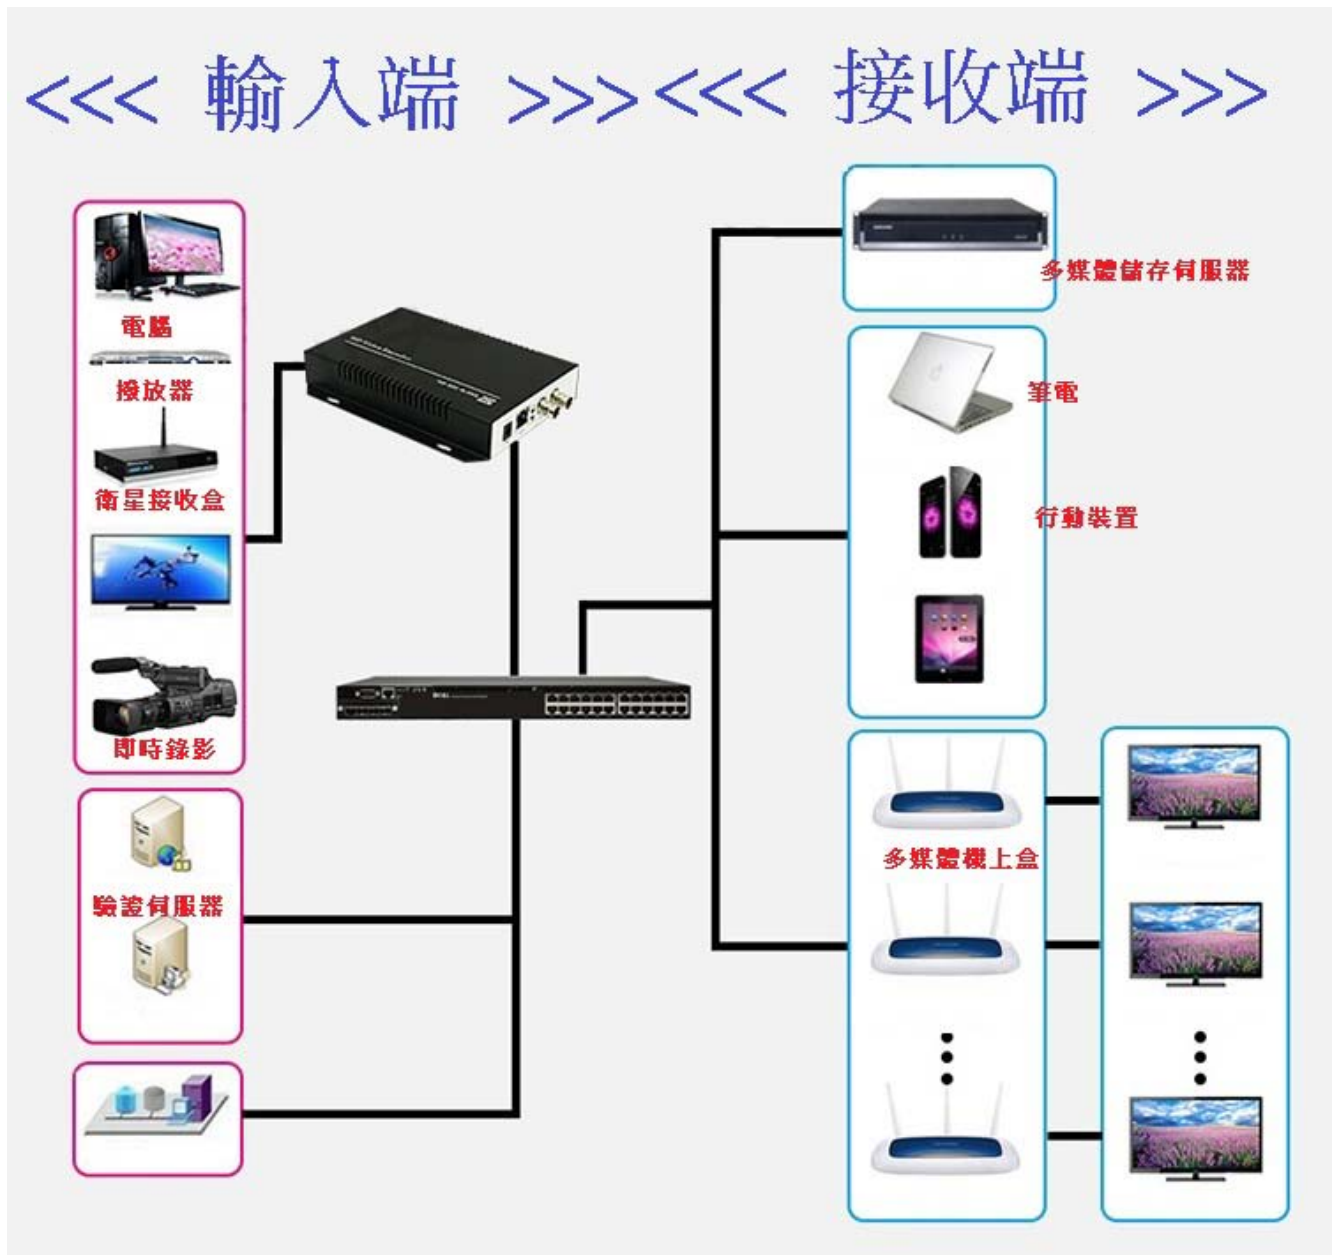 <<< 輸入端 >>> <<< 接收端 >>>
電腦
撥放器
衛星接收盒
即時錄影
驗證伺服器
多媒體儲存伺服器
筆電
行動裝置
多媒體機上盒